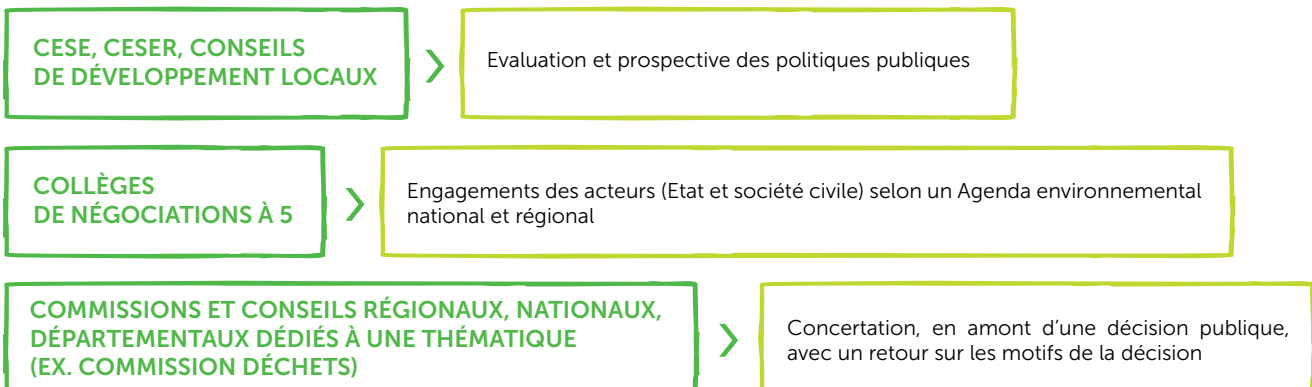 CESE, CESER, CONSEILS
DE DÉVELOPPEMENT LOCAUX
Evaluation et prospective des politiques publiques
COLLÈGES
DE NÉGOCIATIONS À 5
Engagements des acteurs (Etat et société civile) selon un Agenda environnemental
national et régional
COMMISSIONS ET CONSEILS RÉGIONAUX, NATIONAUX,
DÉPARTEMENTAUX DÉDIÉS À UNE THÉMATIQUE
(EX. COMMISSION DÉCHETS)
Concertation, en amont d’une décision publique,
avec un retour sur les motifs de la décision